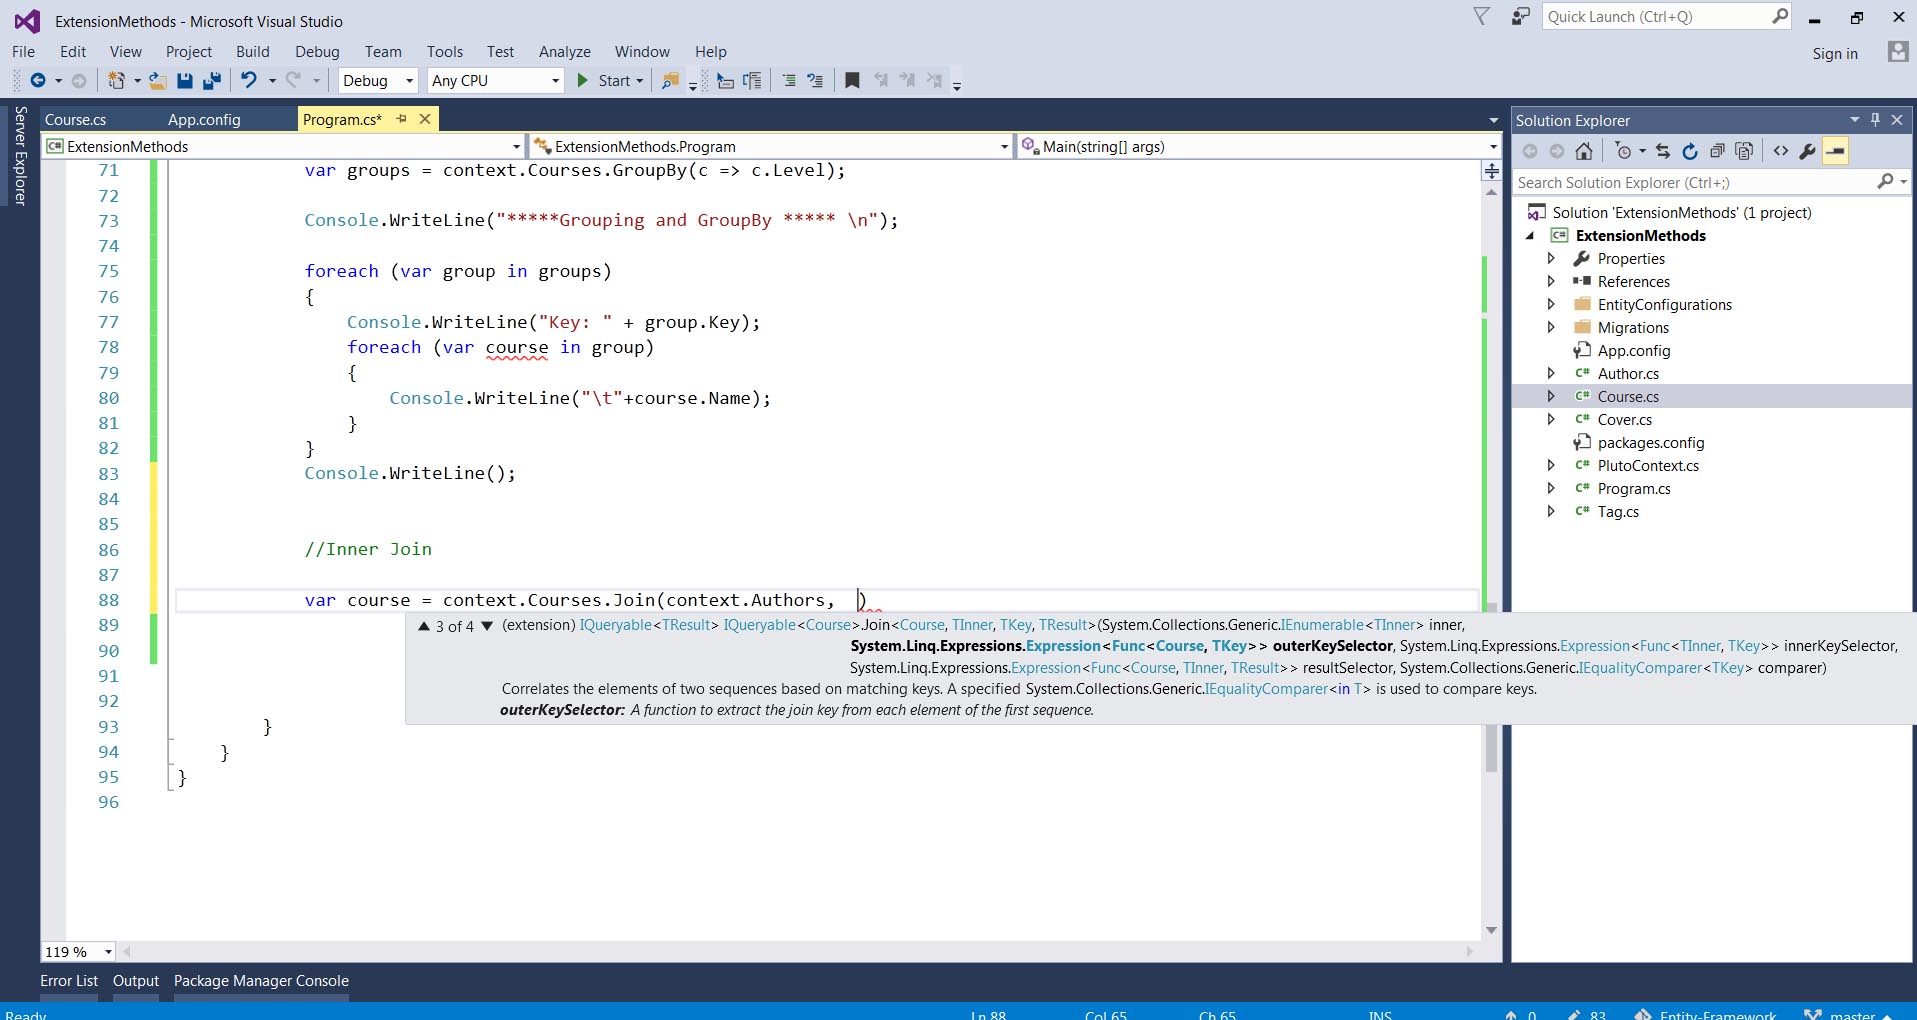 ExtensionMethods - Microsoft Visual Studio
Quick Launch (Ctrl+Q)
File Edit View Project Build Debug Team Tools Test Analyze Window Help
Sign in
Debug Any CPU Start
Server Explorer
Course.cs App.config Program.cs*
ExtensionMethods ExtensionMethods.Program Main(string[] args)
71 var groups = context.Courses.GroupBy(c => c.Level);
72
73 Console.WriteLine("*****Grouping and GroupBy ***** \n");
74
75 foreach (var group in groups)
76 {
77 Console.WriteLine("Key: " + group.Key);
78 foreach (var course in group)
79 {
80 Console.WriteLine("\t"+course.Name);
81 }
82 }
83 Console.WriteLine();
84
85
86 //Inner Join
87
88 var course = context.Courses.Join(context.Authors, )
89
90
91
92
93 }
94 }
95 }
96
3 of 4 (extension) IQueryable<TResult> IQueryable<Course>.Join<Course, TInner, TKey, TResult>(System.Collections.Generic.IEnumerable<TInner> inner,
System.Linq.Expressions.Expression<Func<Course, TKey>> outerKeySelector, System.Linq.Expressions.Expression<Func<TInner, TKey>> innerKeySelector,
System.Linq.Expressions.Expression<Func<Course, TInner, TResult>> resultSelector, System.Collections.Generic.IEqualityComparer<TKey> comparer)
Correlates the elements of two sequences based on matching keys. A specified System.Collections.Generic.IEqualityComparer<in T> is used to compare keys.
outerKeySelector: A function to extract the join key from each element of the first sequence.
119 %
Solution Explorer
Search Solution Explorer (Ctrl+;)
Solution 'ExtensionMethods' (1 project)
C# ExtensionMethods
Properties
References
EntityConfigurations
Migrations
App.config
C# Author.cs
C# Course.cs
C# Cover.cs
packages.config
C# PlutoContext.cs
C# Program.cs
C# Tag.cs
Error List Output Package Manager Console
Ready Ln 88 Col 65 Ch 65 INS 0 83 Entity-Framework master